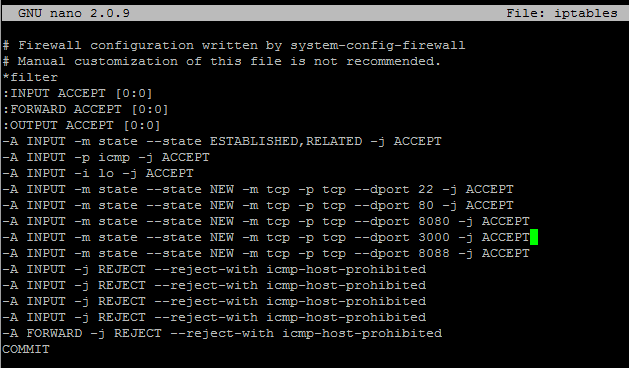 GNU nano 2.0.9 File: iptables
# Firewall configuration written by system-config-firewall
# Manual customization of this file is not recommended.
*filter
:INPUT ACCEPT [0:0]
:FORWARD ACCEPT [0:0]
:OUTPUT ACCEPT [0:0]
-A INPUT -m state --state ESTABLISHED,RELATED -j ACCEPT
-A INPUT -p icmp -j ACCEPT
-A INPUT -i lo -j ACCEPT
-A INPUT -m state --state NEW -m tcp -p tcp --dport 22 -j ACCEPT
-A INPUT -m state --state NEW -m tcp -p tcp --dport 80 -j ACCEPT
-A INPUT -m state --state NEW -m tcp -p tcp --dport 8080 -j ACCEPT
-A INPUT -m state --state NEW -m tcp -p tcp --dport 3000 -j ACCEPT
-A INPUT -m state --state NEW -m tcp -p tcp --dport 8088 -j ACCEPT
-A INPUT -j REJECT --reject-with icmp-host-prohibited
-A INPUT -j REJECT --reject-with icmp-host-prohibited
-A INPUT -j REJECT --reject-with icmp-host-prohibited
-A INPUT -j REJECT --reject-with icmp-host-prohibited
-A FORWARD -j REJECT --reject-with icmp-host-prohibited
COMMIT